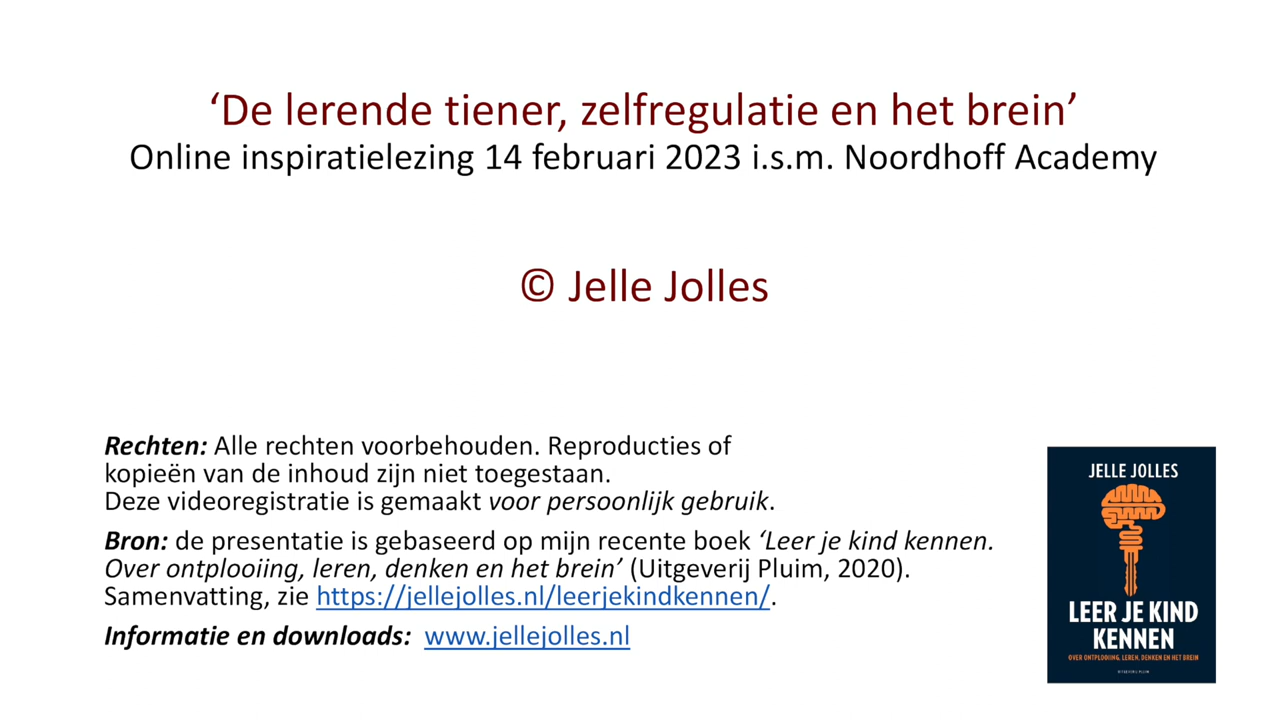 ‘De lerende tiener, zelfregulatie en het brein’
Online inspiratielezing 14 februari 2023 i.s.m. Noordhoff Academy
© Jelle Jolles
Rechten: Alle rechten voorbehouden. Reproducties of
kopieën van de inhoud zijn niet toegestaan.
Deze videoregistratie is gemaakt voor persoonlijk gebruik.
Bron: de presentatie is gebaseerd op mijn recente boek ‘Leer je kind kennen.
Over ontplooiing, leren, denken en het brein’ (Uitgeverij Pluim, 2020).
Samenvatting, zie https://jellejolles.nl/leerjekindkennen/.
Informatie en downloads: www.jellejolles.nl
JELLE JOLLES
LEER JE KIND
KENNEN
OVER ONTPLOOIING, LEREN, DENKEN EN HET BREIN
UITGEVERIJ PLUIM